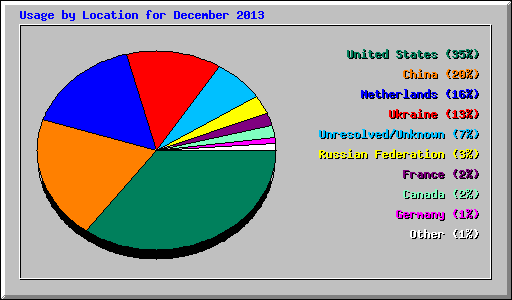 Usage by Location for December 2013
United States (35%)
China (20%)
Netherlands (16%)
Ukraine (13%)
Unresolved/Unknown (7%)
Russian Federation (3%)
France (2%)
Canada (2%)
Germany (1%)
Other (1%)